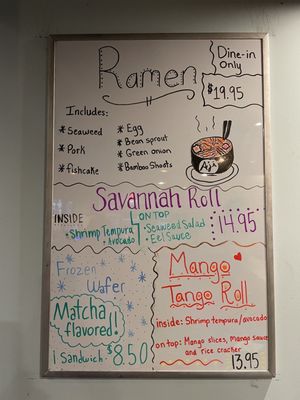 Ramen
Dine-in
Only
$19.95
Includes:
* Seaweed
* Pork
* fishcake
* Egg
* Bean sprout
* Green onion
* Bamboo Shoots
AJ's
Savannah Roll
INSIDE
• Shrimp Tempura
• Avocado
ON TOP
• Seaweed Salad
• Eel Sauce
14.95
Frozen
Wafer
Matcha
flavored!!
1 Sandwich - $8.50
Mango
Tango Roll
inside: Shrimp tempura/avocado
on top: Mango slices, mango sauce
and rice cracker
13.95